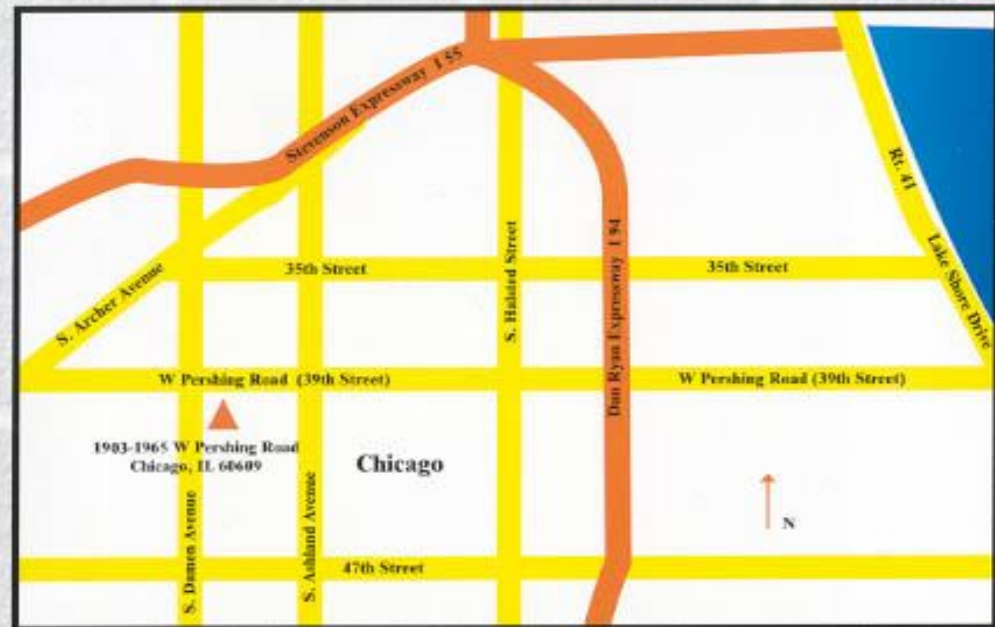 Stevenson Expressway I 55
Rt. 41
Lake Shore Drive
S. Halsted Street
Dan Ryan Expressway I 94
35th Street
35th Street
S. Archer Avenue
W Pershing Road (39th Street)
W Pershing Road (39th Street)
1903-1965 W Pershing Road
Chicago, IL 60609
Chicago
N
S. Damen Avenue
S. Ashland Avenue
47th Street